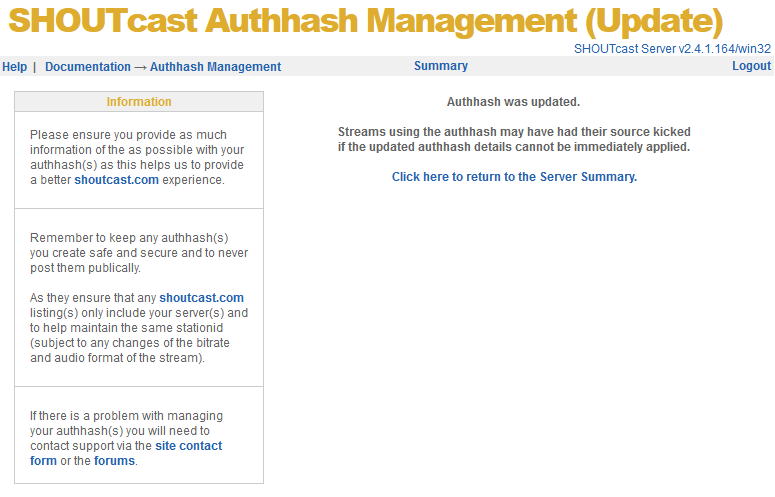 SHOUTcast Authhash Management (Update)
SHOUTcast Server v2.4.1.164/win32
Help | Documentation → Authhash Management Summary Logout
Information
Please ensure you provide as much
information of the as possible with your
authhash(s) as this helps us to provide
a better shoutcast.com experience.
Remember to keep any authhash(s)
you create safe and secure and to never
post them publically.
As they ensure that any shoutcast.com
listing(s) only include your server(s) and
to help maintain the same stationid
(subject to any changes of the bitrate
and audio format of the stream).
If there is a problem with managing
your authhash(s) you will need to
contact support via the site contact
form or the forums.
Authhash was updated.
Streams using the authhash may have had their source kicked
if the updated authhash details cannot be immediately applied.
Click here to return to the Server Summary.